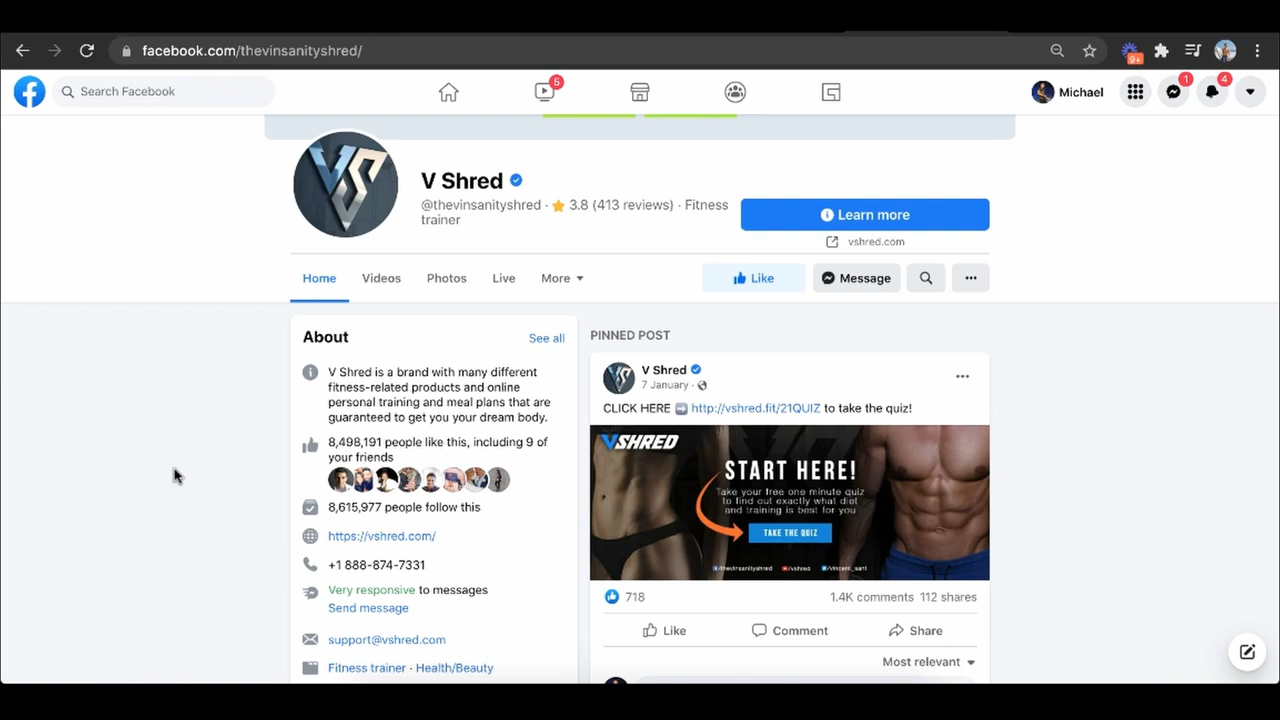 facebook.com/thevinsanityshred/
9+
Search Facebook
6
Michael
1
4
V Shred
@thevinsanityshred · 3.8 (413 reviews) · Fitness
trainer
Learn more
vshred.com
Home
Videos
Photos
Live
More
Like
Message
About
See all
V Shred is a brand with many different
fitness-related products and online
personal training and meal plans that are
guaranteed to get you your dream body.
8,498,191 people like this, including 9 of
your friends
8,615,977 people follow this
https://vshred.com/
+1 888-874-7331
Very responsive to messages
Send message
support@vshred.com
Fitness trainer · Health/Beauty
PINNED POST
V Shred
7 January ·
CLICK HERE ➡ http://vshred.fit/21QUIZ to take the quiz!
VSHRED
START HERE!
Take your free one minute quiz
to find out exactly what diet
and training is best for you
TAKE THE QUIZ
/thevinsanityshred
/vshred
/vincent_sant
718
1.4K comments 112 shares
Like
Comment
Share
Most relevant